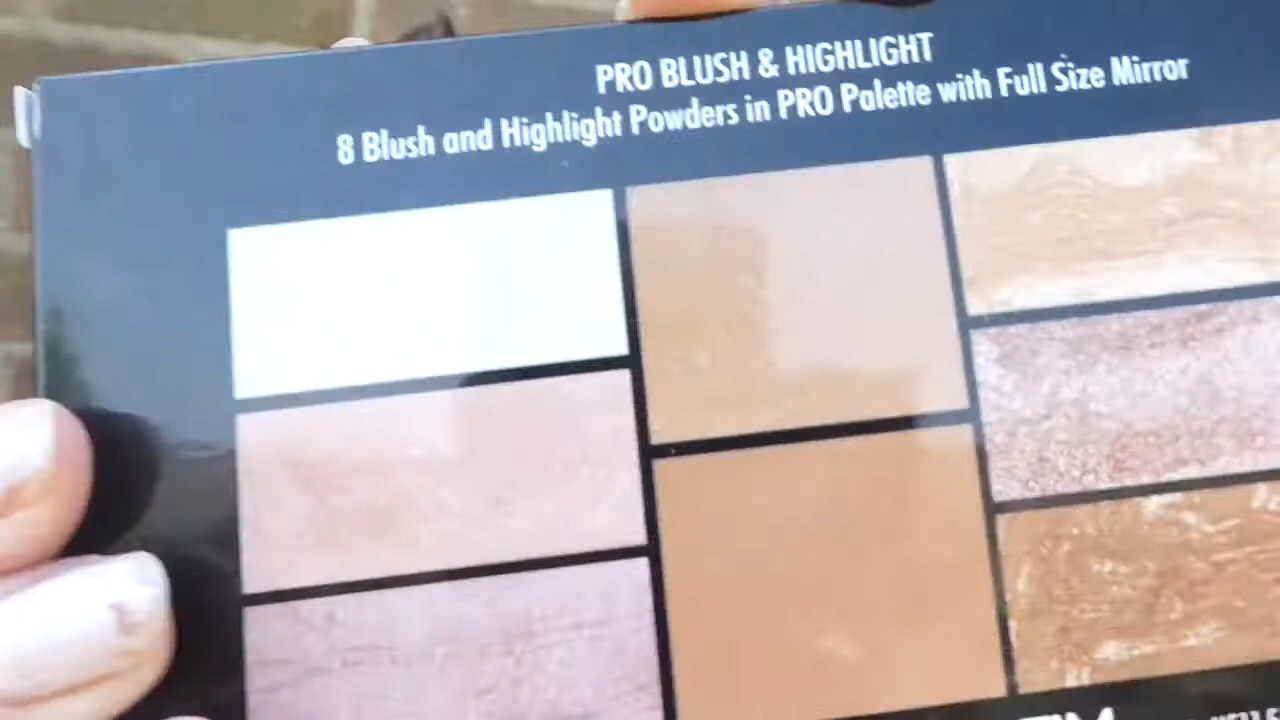 PRO BLUSH & HIGHLIGHT
8 Blush and Highlight Powders in PRO Palette with Full Size Mirror